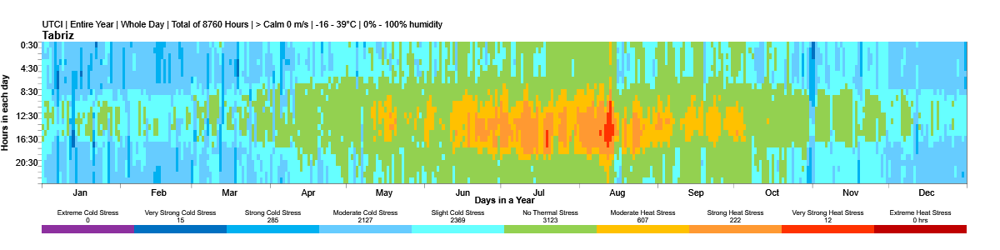 UTCI | Entire Year | Whole Day | Total of 8760 Hours | > Calm 0 m/s | -16 - 39°C | 0% - 100% humidity
Tabriz
Hours in each day
0:30
4:30
8:30
12:30
16:30
20:30
Jan Feb Mar Apr May Jun Jul Aug Sep Oct Nov Dec
Days in a Year
Extreme Cold Stress Very Strong Cold Stress Strong Cold Stress Moderate Cold Stress Slight Cold Stress No Thermal Stress Moderate Heat Stress Strong Heat Stress Very Strong Heat Stress Extreme Heat Stress
0 15 285 2127 2369 3123 607 222 12 0 hrs